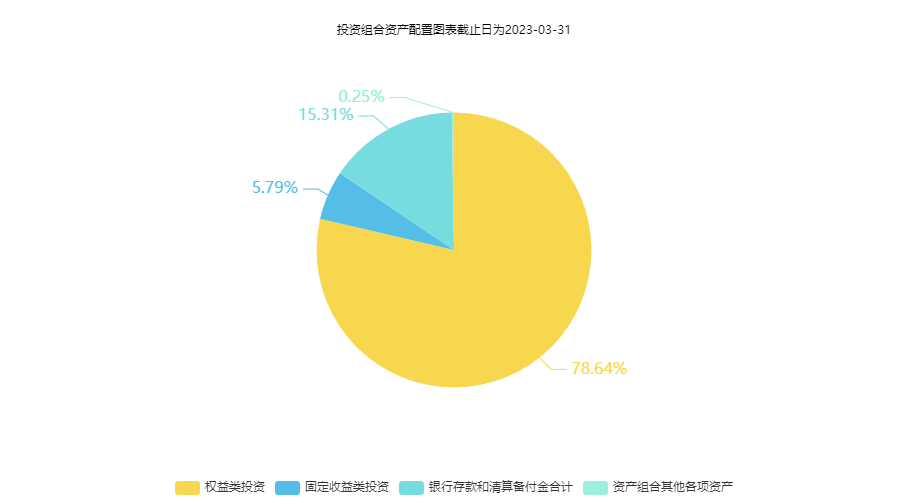 投资组合资产配置图表截止日为2023-03-31
0.25%
15.31%
5.79%
78.64%
权益类投资 固定收益类投资 银行存款和清算备付金合计 资产组合其他各项资产